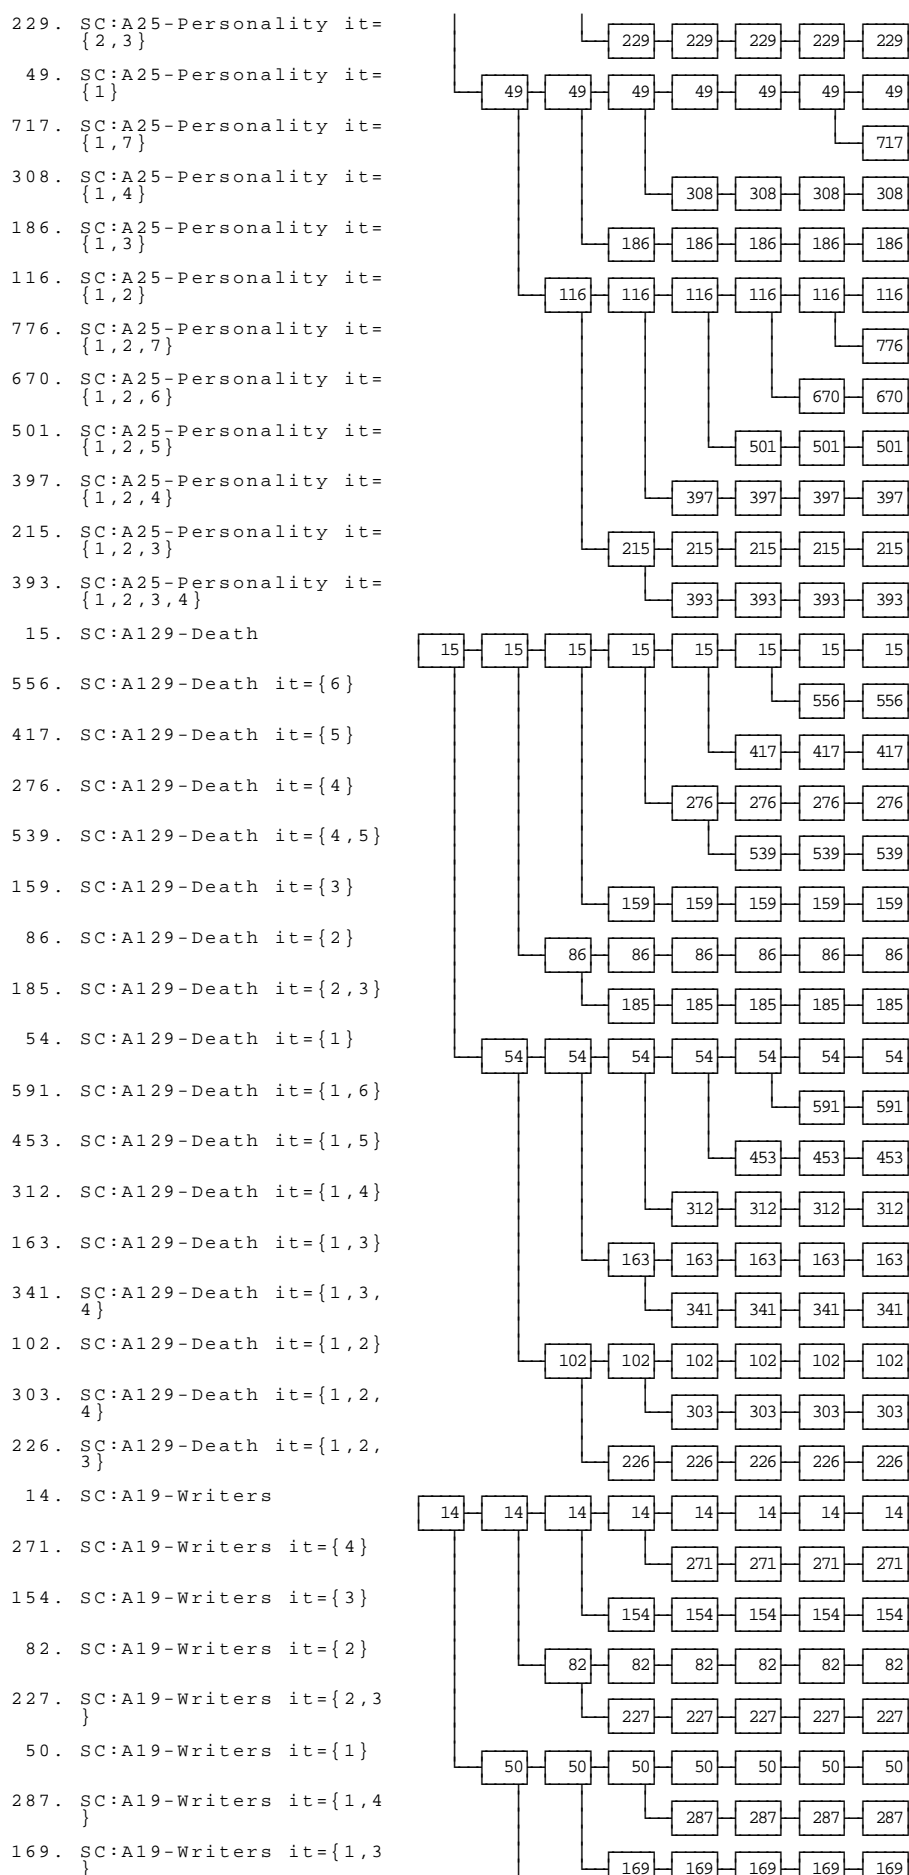 229. SC:A25-Personality it= 229 229 229 229 229
{2,3}
49. SC:A25-Personality it= 49 49 49 49 49 49 49
{1}
717. SC:A25-Personality it= 717
{1,7}
308. SC:A25-Personality it= 308 308 308 308
{1,4}
186. SC:A25-Personality it= 186 186 186 186 186
{1,3}
116. SC:A25-Personality it= 116 116 116 116 116 116
{1,2}
776. SC:A25-Personality it= 776
{1,2,7}
670. SC:A25-Personality it= 670 670
{1,2,6}
501. SC:A25-Personality it= 501 501 501
{1,2,5}
397. SC:A25-Personality it= 397 397 397 397
{1,2,4}
215. SC:A25-Personality it= 215 215 215 215 215
{1,2,3}
393. SC:A25-Personality it= 393 393 393 393
{1,2,3,4}
15. SC:A129-Death 15 15 15 15 15 15 15 15
556. SC:A129-Death it={6} 556 556
417. SC:A129-Death it={5} 417 417 417
276. SC:A129-Death it={4} 276 276 276 276
539. SC:A129-Death it={4,5} 539 539 539
159. SC:A129-Death it={3} 159 159 159 159 159
86. SC:A129-Death it={2} 86 86 86 86 86 86
185. SC:A129-Death it={2,3} 185 185 185 185 185
54. SC:A129-Death it={1} 54 54 54 54 54 54 54
591. SC:A129-Death it={1,6} 591 591
453. SC:A129-Death it={1,5} 453 453 453
312. SC:A129-Death it={1,4} 312 312 312 312
163. SC:A129-Death it={1,3} 163 163 163 163 163
341. SC:A129-Death it={1,3, 341 341 341 341
4}
102. SC:A129-Death it={1,2} 102 102 102 102 102 102
303. SC:A129-Death it={1,2, 303 303 303 303
4}
226. SC:A129-Death it={1,2, 226 226 226 226 226
3}
14. SC:A19-Writers 14 14 14 14 14 14 14 14
271. SC:A19-Writers it={4} 271 271 271 271
154. SC:A19-Writers it={3} 154 154 154 154 154
82. SC:A19-Writers it={2} 82 82 82 82 82 82
227. SC:A19-Writers it={2,3 227 227 227 227 227
}
50. SC:A19-Writers it={1} 50 50 50 50 50 50 50
287. SC:A19-Writers it={1,4 287 287 287 287
}
169. SC:A19-Writers it={1,3 169 169 169 169 169
}